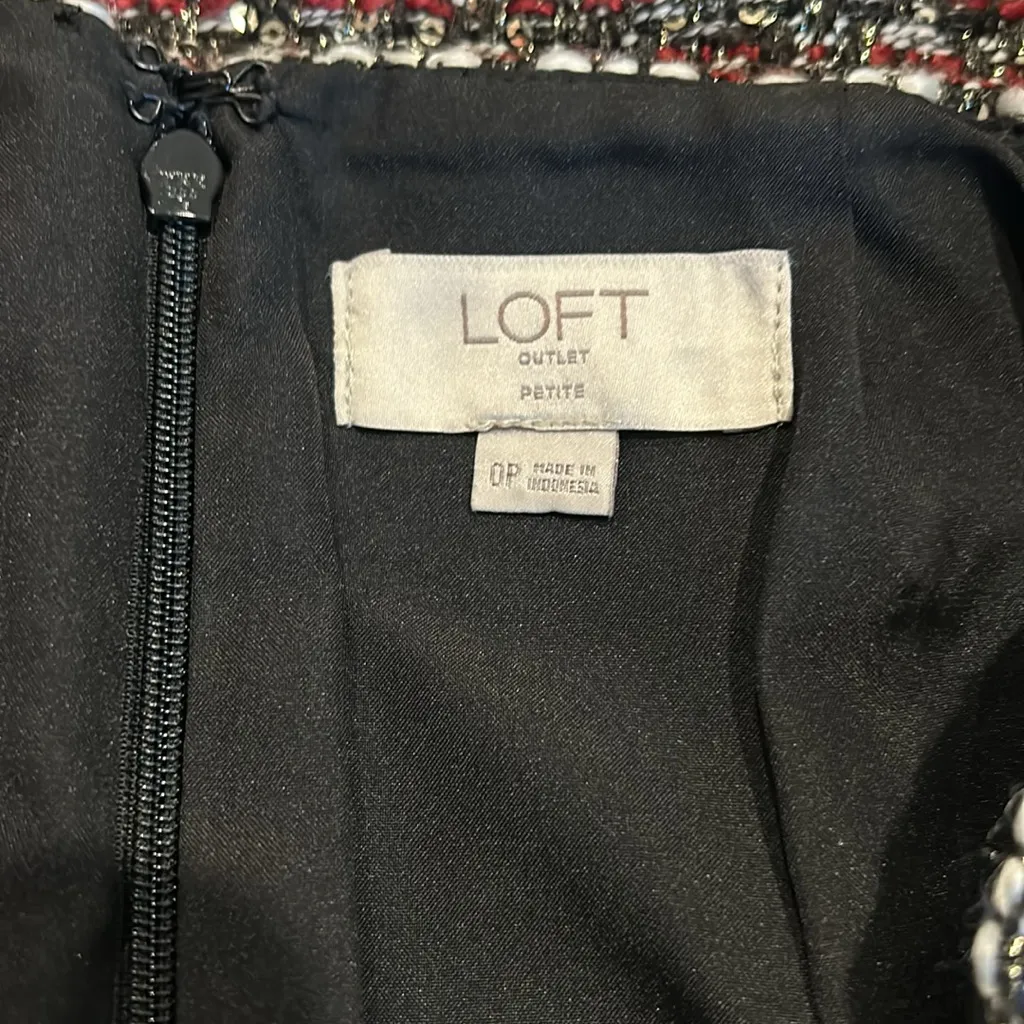 LOFT
OUTLET
PETITE
0P MADE IN
INDONESIA